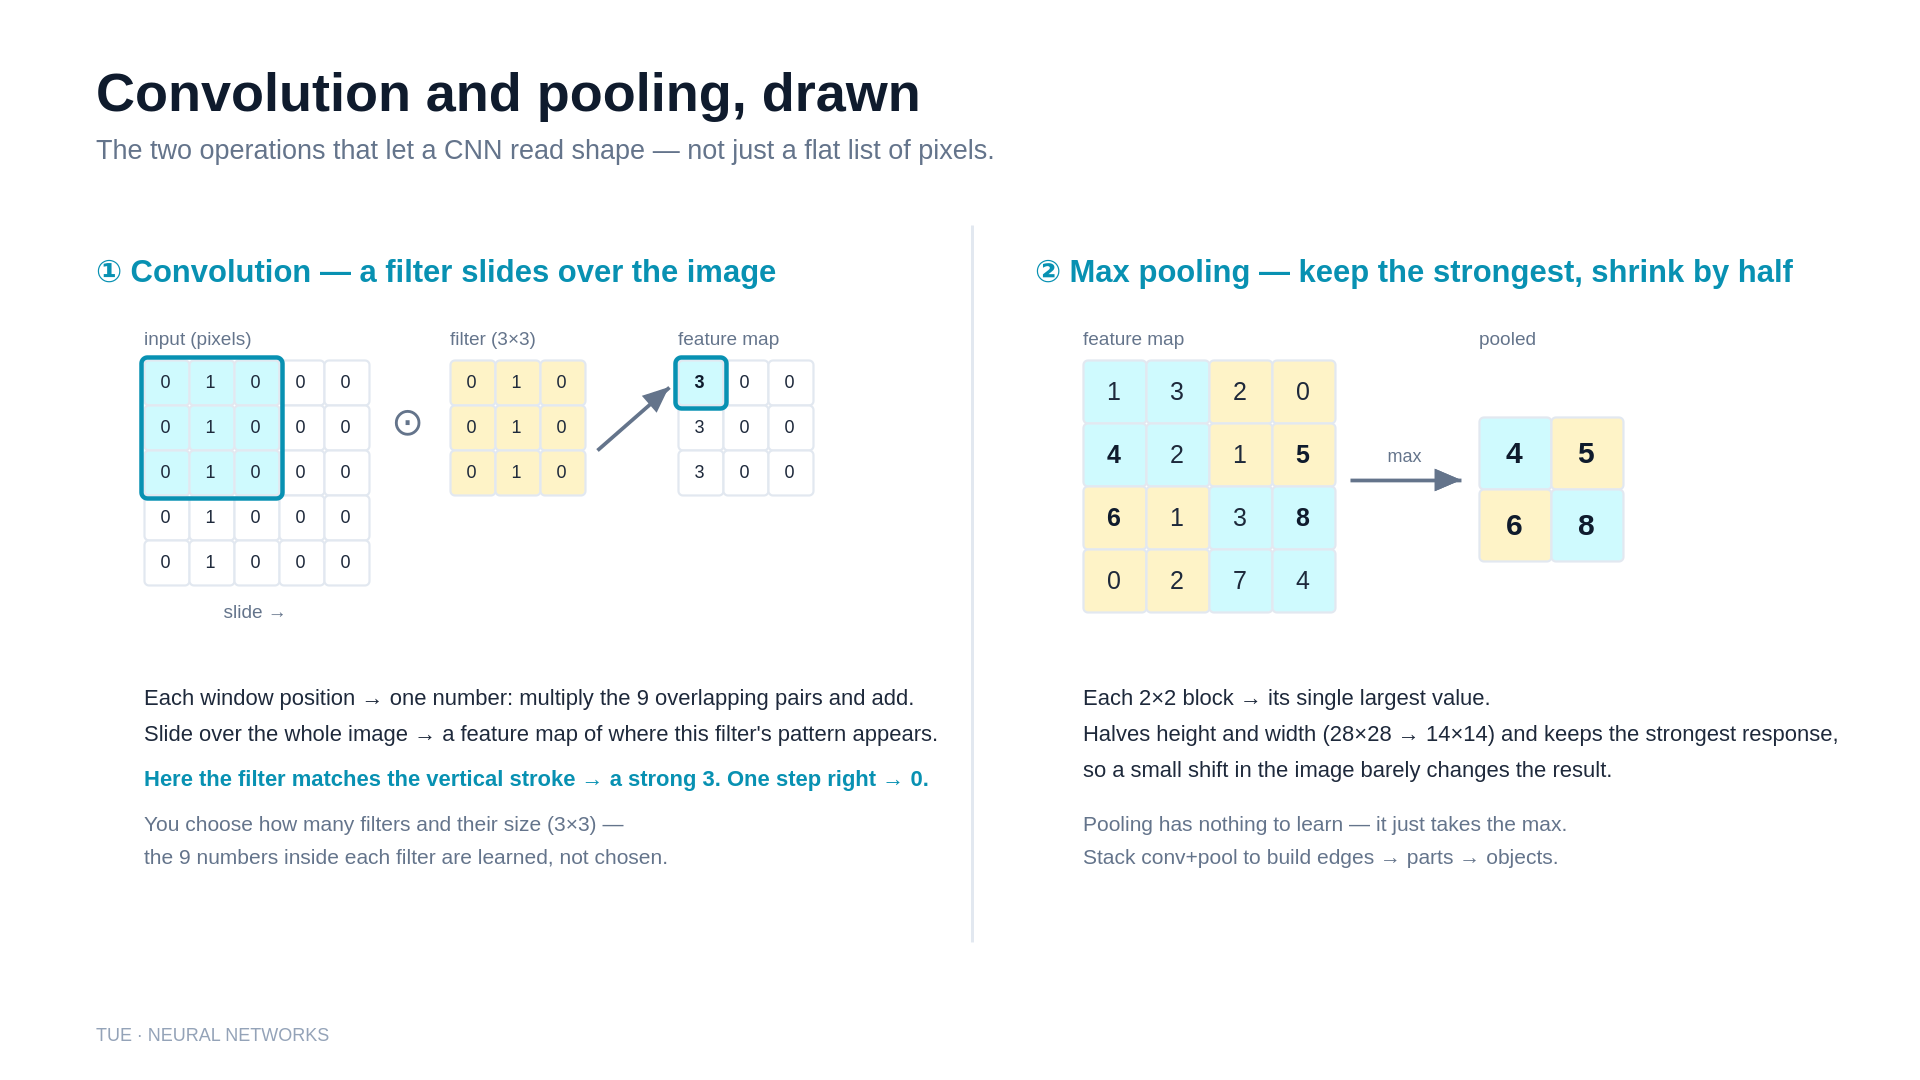 Convolution and pooling, drawn
The two operations that let a CNN read shape — not just a flat list of pixels.
① Convolution — a filter slides over the image
input (pixels)
filter (3×3)
feature map
0 1 0 0 0
0 1 0 0 0
0 1 0 0 0
0 1 0 0 0
0 1 0 0 0
⊙
0 1 0
0 1 0
0 1 0
3 0 0
3 0 0
3 0 0
slide →
Each window position → one number: multiply the 9 overlapping pairs and add.
Slide over the whole image → a feature map of where this filter's pattern appears.
Here the filter matches the vertical stroke → a strong 3. One step right → 0.
You choose how many filters and their size (3×3) —
the 9 numbers inside each filter are learned, not chosen.
② Max pooling — keep the strongest, shrink by half
feature map
pooled
1 3 2 0
4 2 1 5
6 1 3 8
0 2 7 4
max
4 5
6 8
Each 2×2 block → its single largest value.
Halves height and width (28×28 → 14×14) and keeps the strongest response,
so a small shift in the image barely changes the result.
Pooling has nothing to learn — it just takes the max.
Stack conv+pool to build edges → parts → objects.
TUE · NEURAL NETWORKS